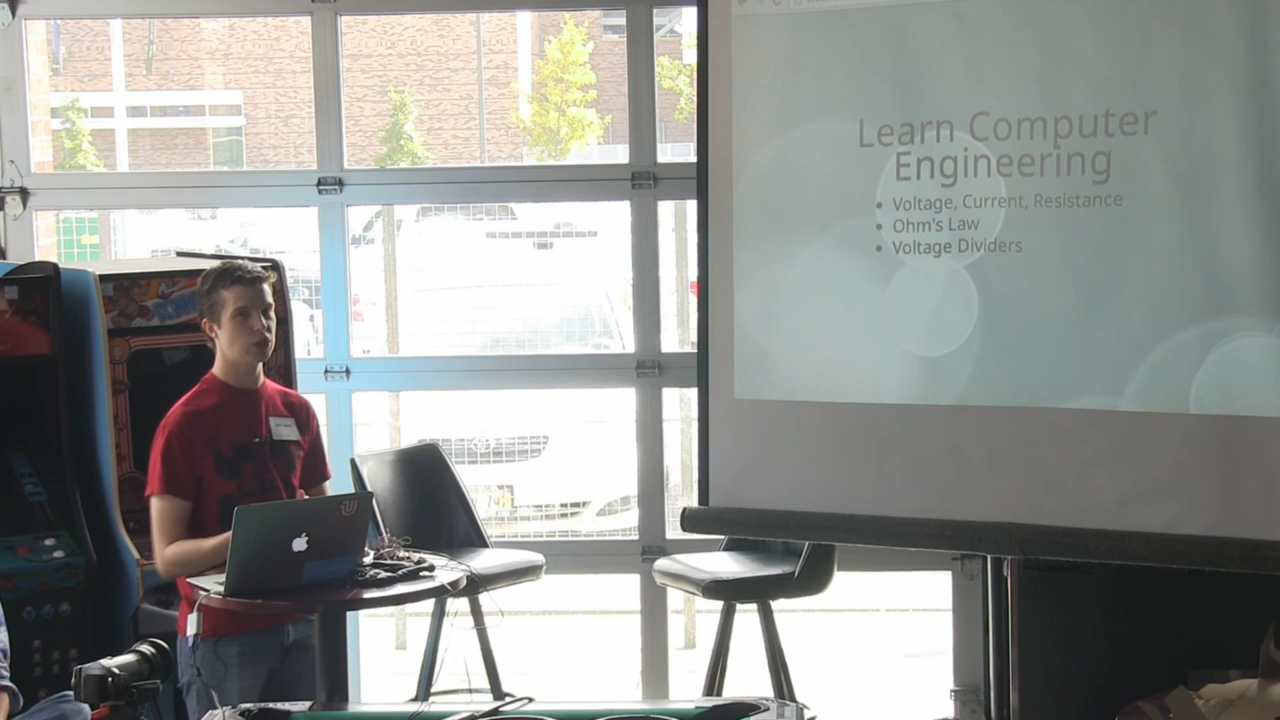 Learn Computer
Engineering
• Voltage, Current, Resistance
• Ohm's Law
• Voltage Dividers